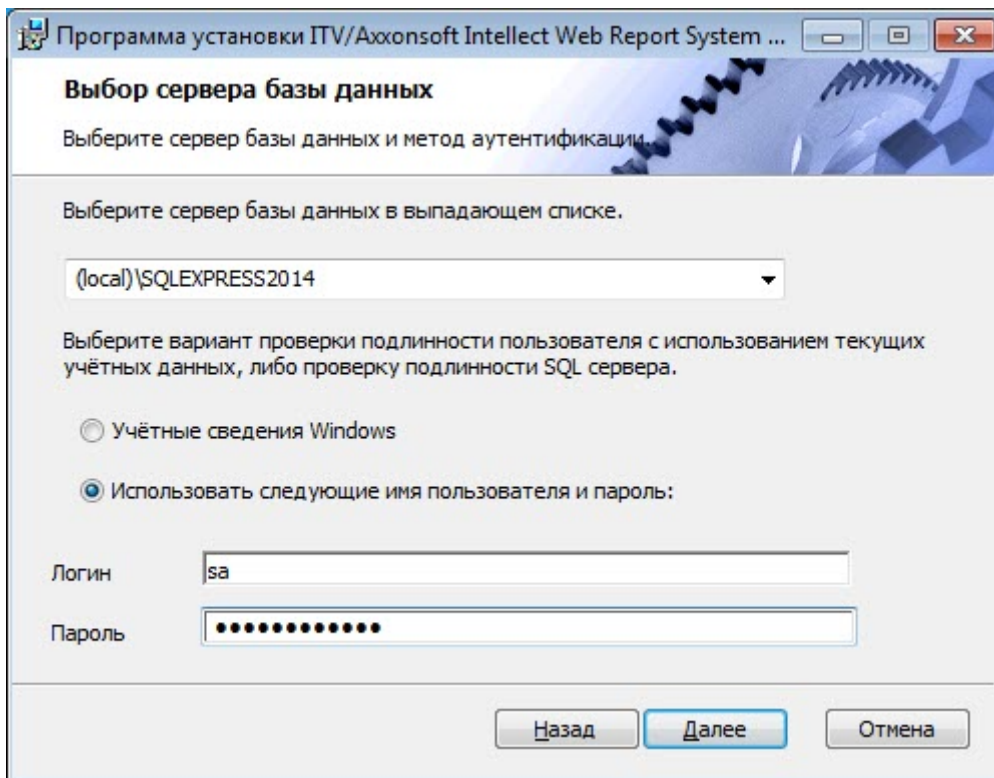 Программа установки ITV/Axxonsoft Intellect Web Report System ...
Выбор сервера базы данных
Выберите сервер базы данных и метод аутентификации.
Выберите сервер базы данных в выпадающем списке.
(local)\SQLEXPRESS2014
Выберите вариант проверки подлинности пользователя с использованием текущих
учётных данных, либо проверку подлинности SQL сервера.
Учётные сведения Windows
Использовать следующие имя пользователя и пароль:
Логин
sa
Пароль
●●●●●●●●●●●●
Назад
Далее
Отмена